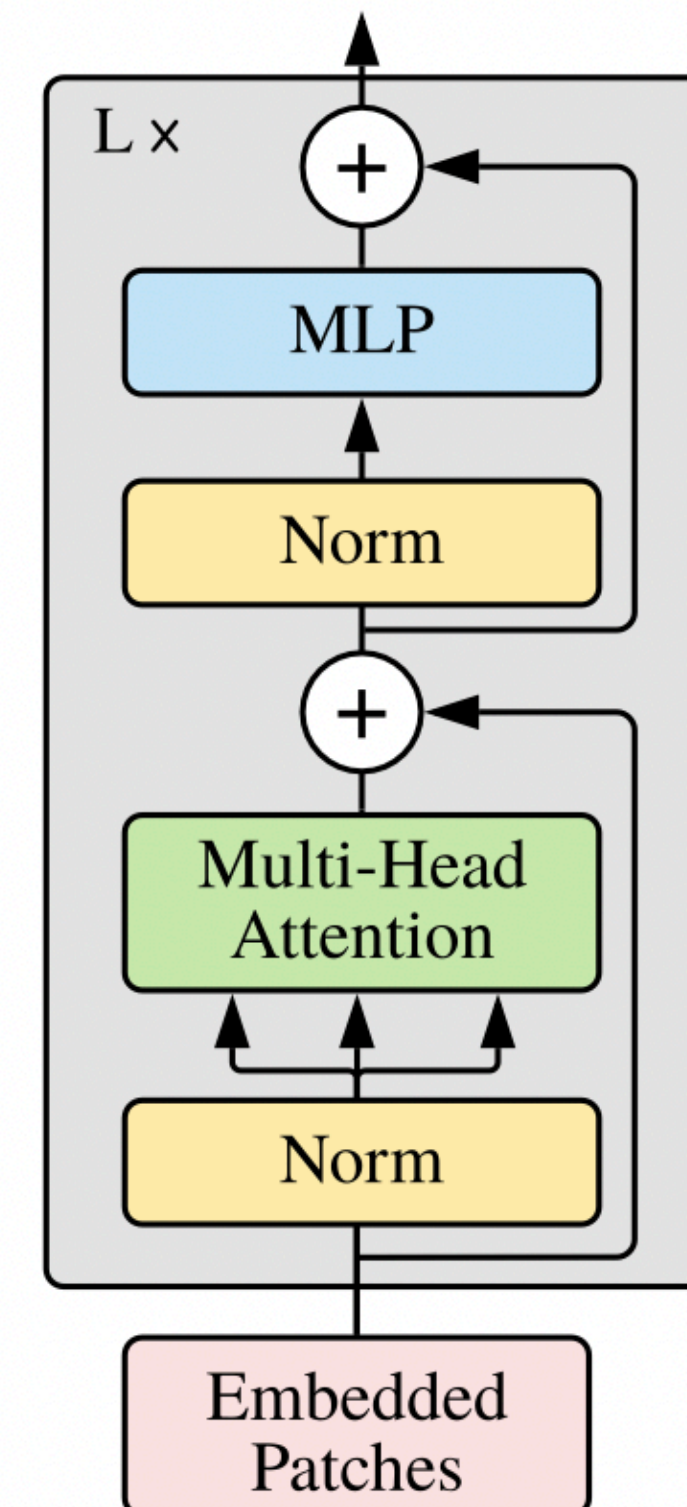 L ×
+
MLP
Norm
+
Multi-Head
Attention
Norm
Embedded
Patches